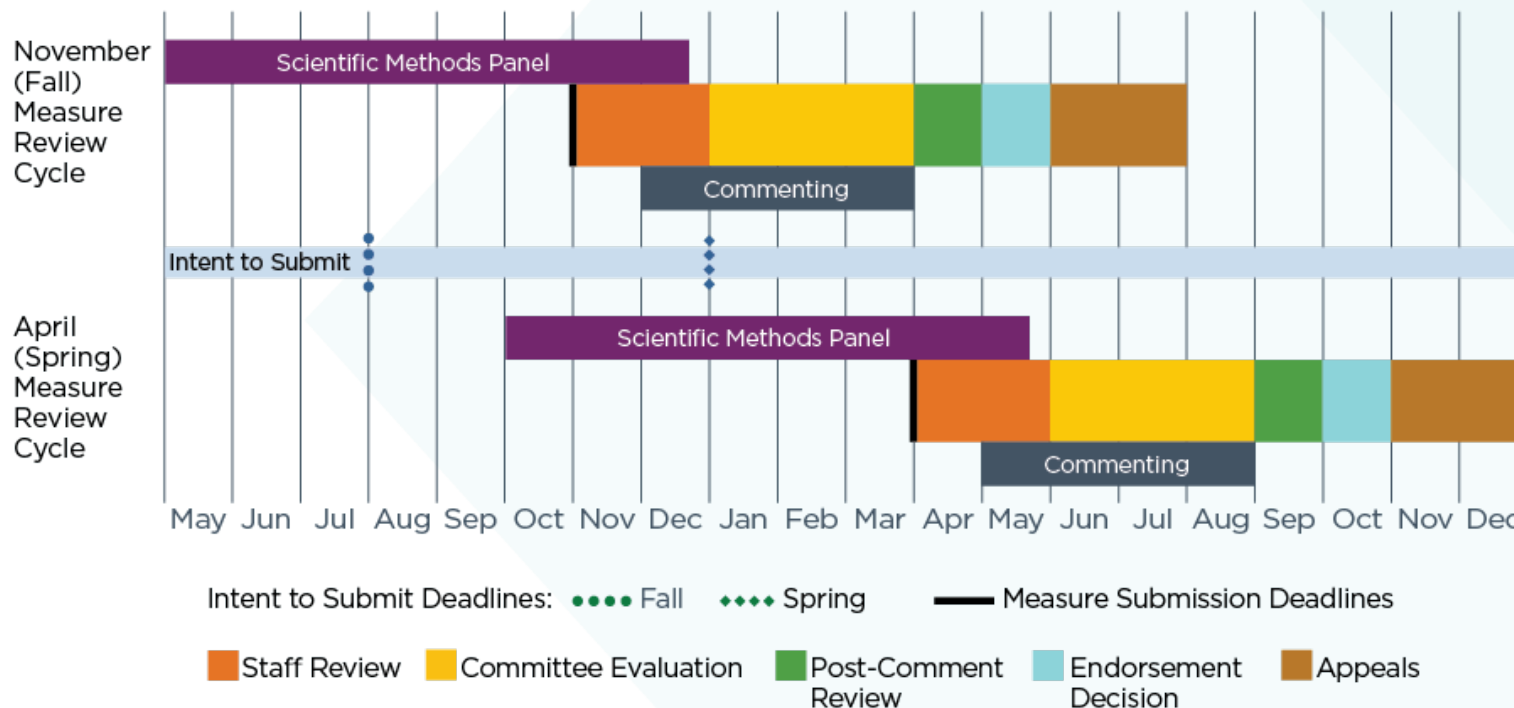 November
(Fall)
Measure
Review
Cycle
Scientific Methods Panel
Commenting
Intent to Submit
April
(Spring)
Measure
Review
Cycle
Scientific Methods Panel
Commenting
May Jun Jul Aug Sep Oct Nov Dec Jan Feb Mar Apr May Jun Jul Aug Sep Oct Nov Dec
Intent to Submit Deadlines: Fall Spring Measure Submission Deadlines
Staff Review Committee Evaluation Post-Comment Endorsement Appeals
Review Decision